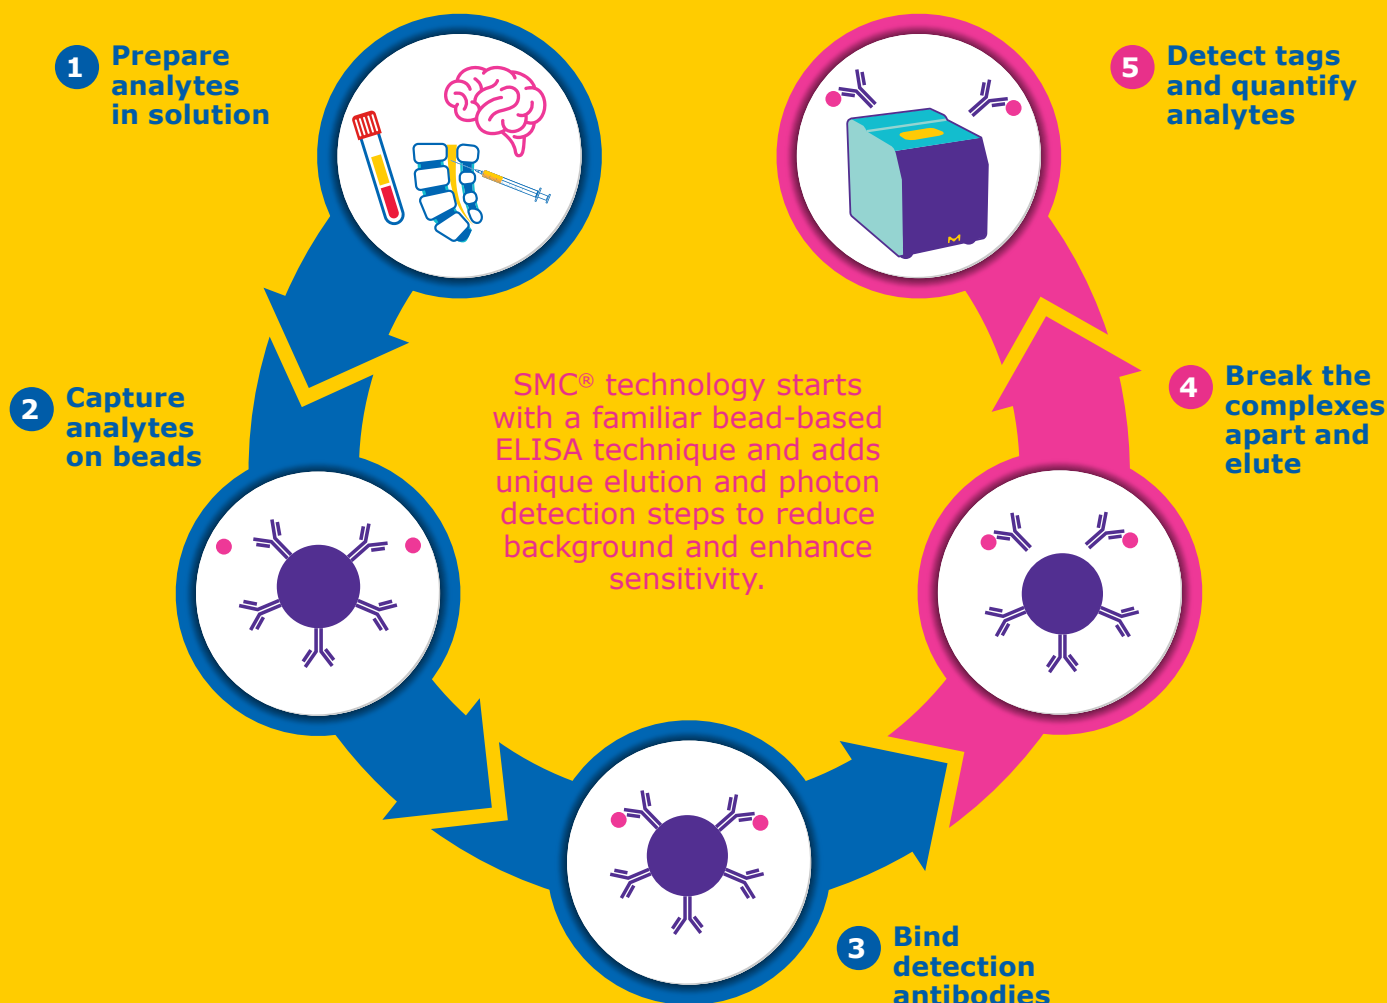 1 Prepare
analytes
in solution
2 Capture
analytes
on beads
3 Bind
detection
antibodies
4 Break the
complexes
apart and
elute
5 Detect tags
and quantify
analytes
SMC® technology starts
with a familiar bead-based
ELISA technique and adds
unique elution and photon
detection steps to reduce
background and enhance
sensitivity.